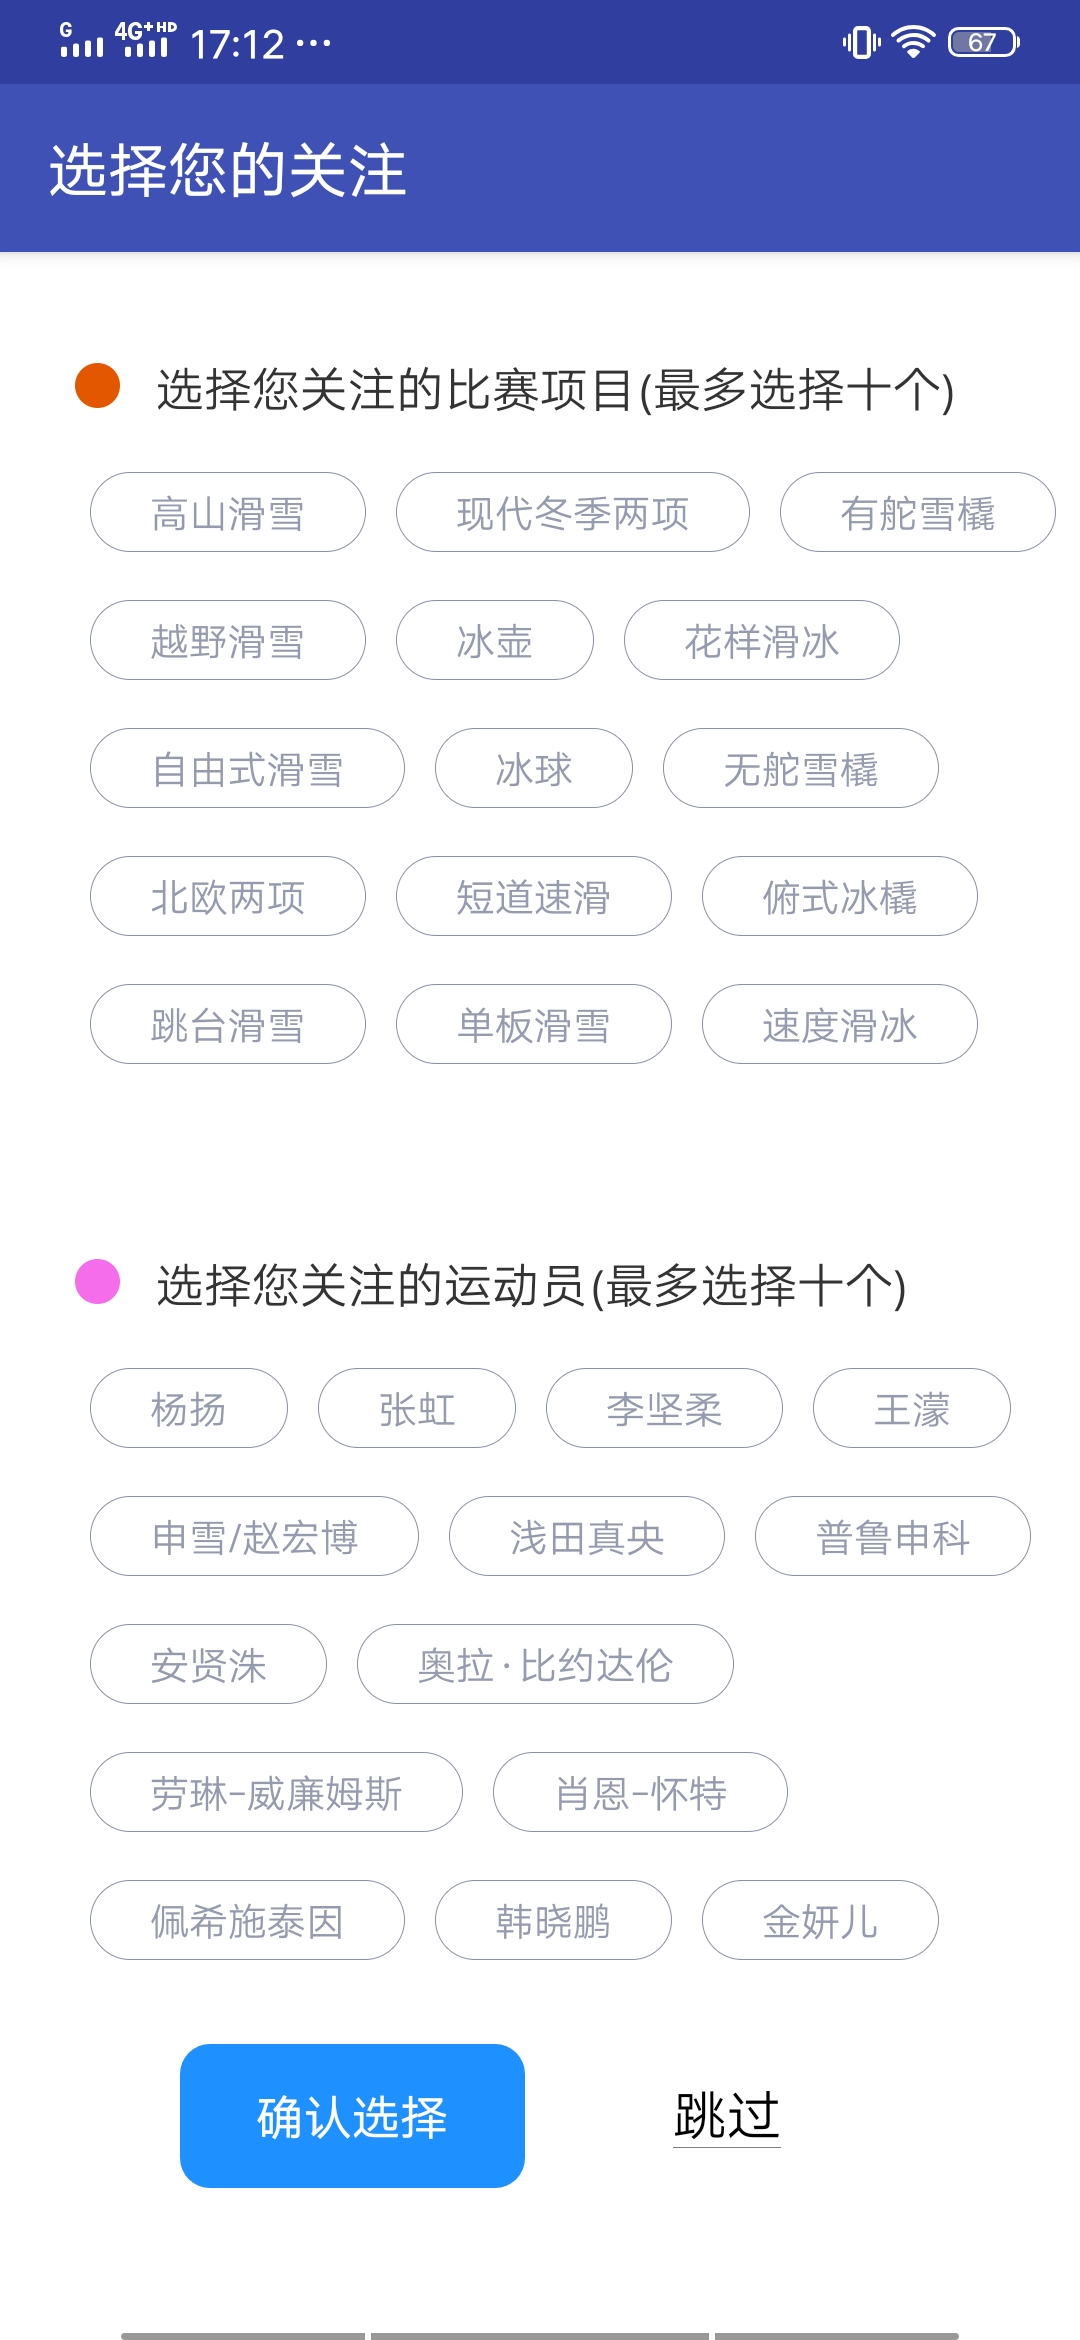 G 4G+ HD 17:12 ... 67
选择您的关注
选择您关注的比赛项目(最多选择十个)
高山滑雪 现代冬季两项 有舵雪橇
越野滑雪 冰壶 花样滑冰
自由式滑雪 冰球 无舵雪橇
北欧两项 短道速滑 俯式冰橇
跳台滑雪 单板滑雪 速度滑冰
选择您关注的运动员(最多选择十个)
杨扬 张虹 李坚柔 王濛
申雪/赵宏博 浅田真央 普鲁申科
安贤洙 奥拉·比约达伦
劳琳-威廉姆斯 肖恩-怀特
佩希施泰因 韩晓鹏 金妍儿
确认选择 跳过